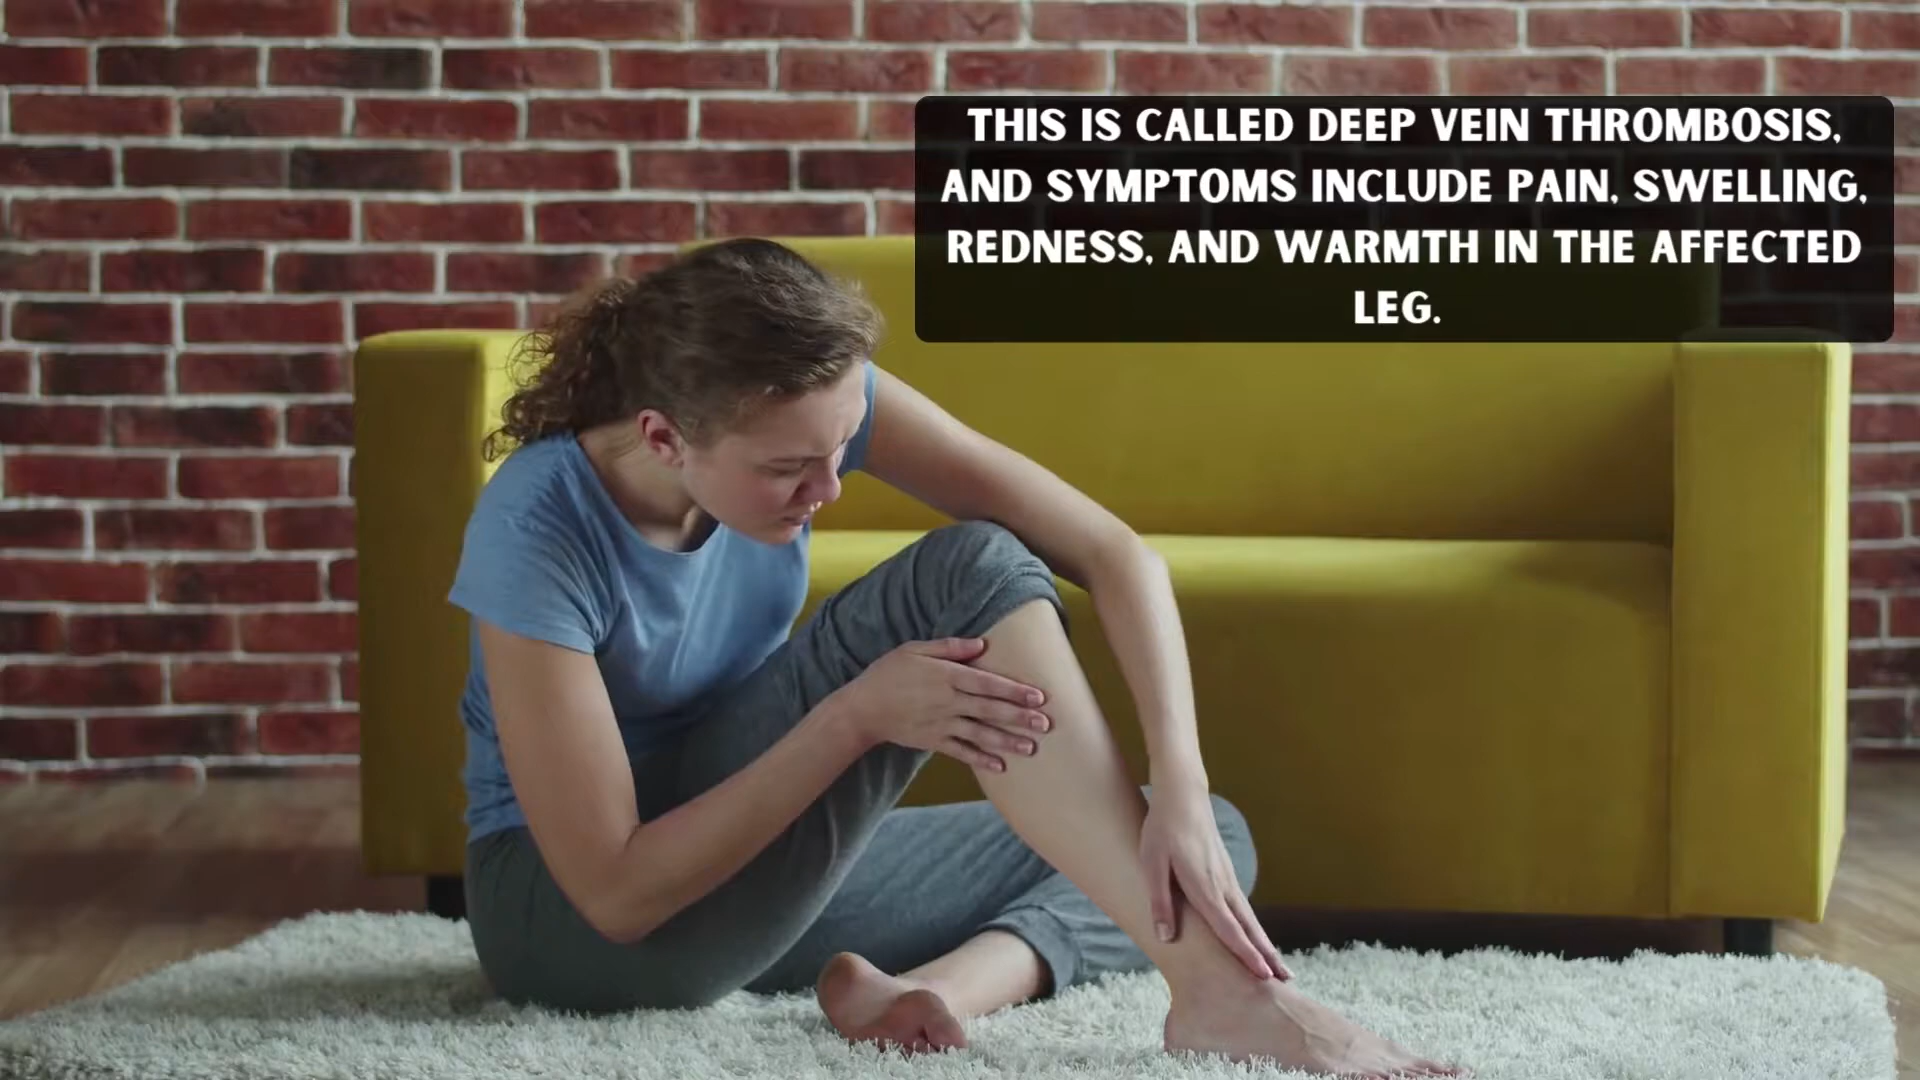 THIS IS CALLED DEEP VEIN THROMBOSIS,
AND SYMPTOMS INCLUDE PAIN, SWELLING,
REDNESS, AND WARMTH IN THE AFFECTED
LEG.